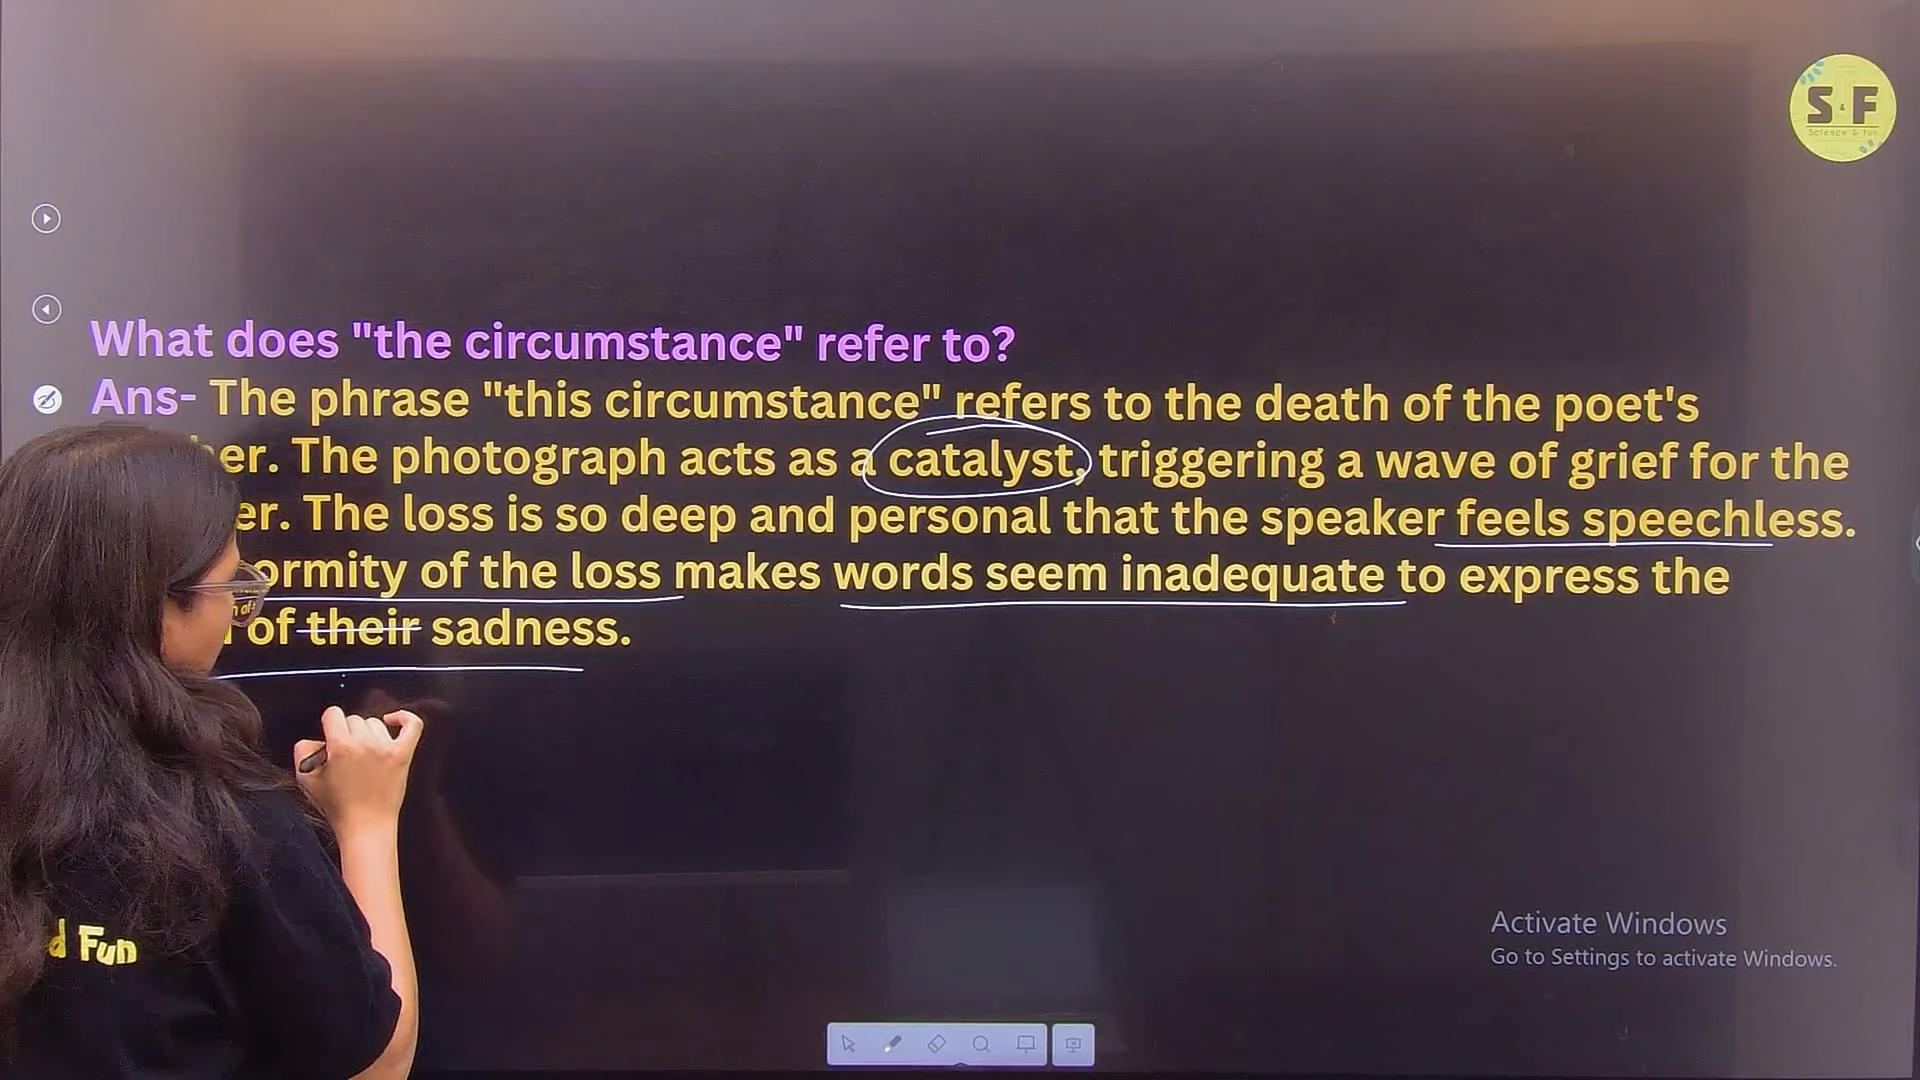 S & F
Science & fun
What does "the circumstance" refer to?
Ans- The phrase "this circumstance" refers to the death of the poet's
er. The photograph acts as a catalyst, triggering a wave of grief for the
er. The loss is so deep and personal that the speaker feels speechless.
ormity of the loss makes words seem inadequate to express the
of their sadness.
d Fun
Activate Windows
Go to Settings to activate Windows.